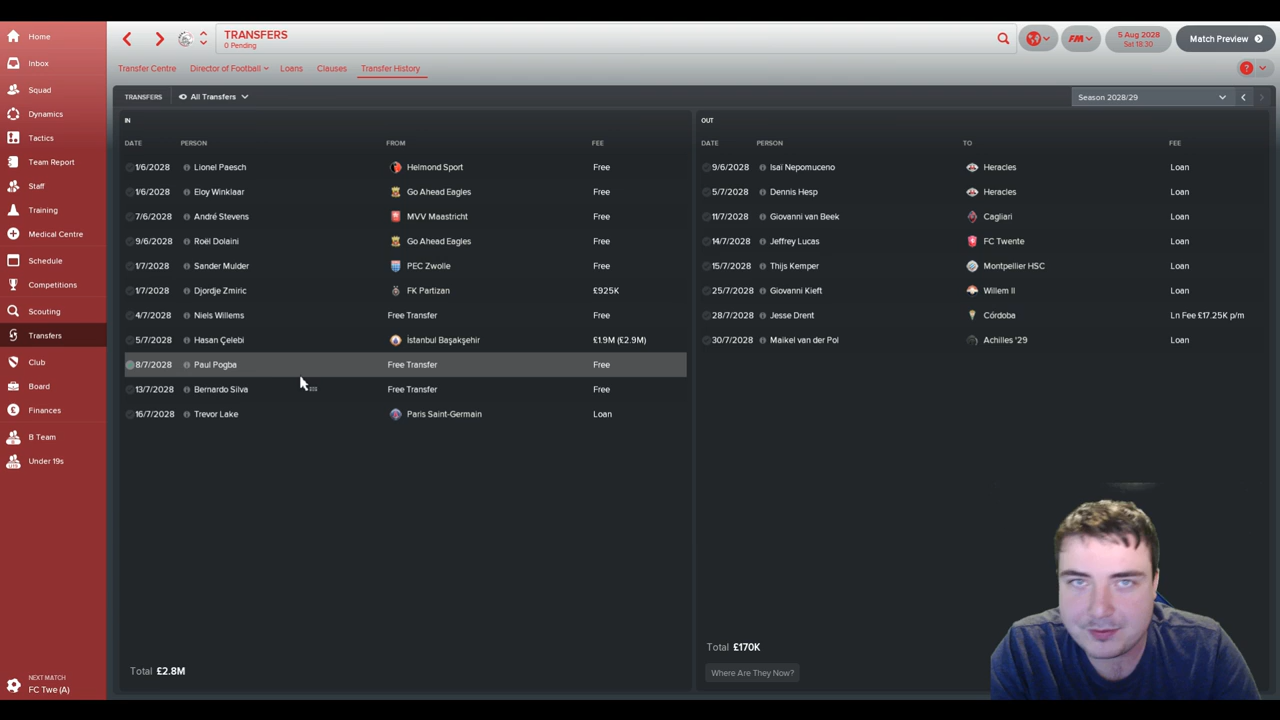 Home
Inbox
Squad
Dynamics
Tactics
Team Report
Staff
Training
Medical Centre
Schedule
Competitions
Scouting
Transfers
Club
Board
Finances
B Team
Under 19s
NEXT MATCH
FC Twe (A)
TRANSFERS
0 Pending
FM
5 Aug 2028
Sat 18:30
Match Preview
Transfer Centre Director of Football Loans Clauses Transfer History
?
TRANSFERS All Transfers Season 2028/29
IN
DATE PERSON FROM FEE
1/6/2028 Lionel Paesch Helmond Sport Free
1/6/2028 Eloy Winklaar Go Ahead Eagles Free
7/6/2028 André Stevens MVV Maastricht Free
9/6/2028 Roël Dolaini Go Ahead Eagles Free
1/7/2028 Sander Mulder PEC Zwolle Free
1/7/2028 Djordje Zmiric FK Partizan £925K
4/7/2028 Niels Willems Free Transfer Free
5/7/2028 Hasan Çelebi İstanbul Başakşehir £1.9M (£2.9M)
8/7/2028 Paul Pogba Free Transfer Free
13/7/2028 Bernardo Silva Free Transfer Free
16/7/2028 Trevor Lake Paris Saint-Germain Loan
Total £2.8M
OUT
DATE PERSON TO FEE
9/6/2028 Isaï Nepomuceno Heracles Loan
5/7/2028 Dennis Hesp Heracles Loan
11/7/2028 Giovanni van Beek Cagliari Loan
14/7/2028 Jeffrey Lucas FC Twente Loan
15/7/2028 Thijs Kemper Montpellier HSC Loan
25/7/2028 Giovanni Kieft Willem II Loan
28/7/2028 Jesse Drent Córdoba Ln Fee £17.25K p/m
30/7/2028 Maikel van der Pol Achilles '29 Loan
Total £170K
Where Are They Now?